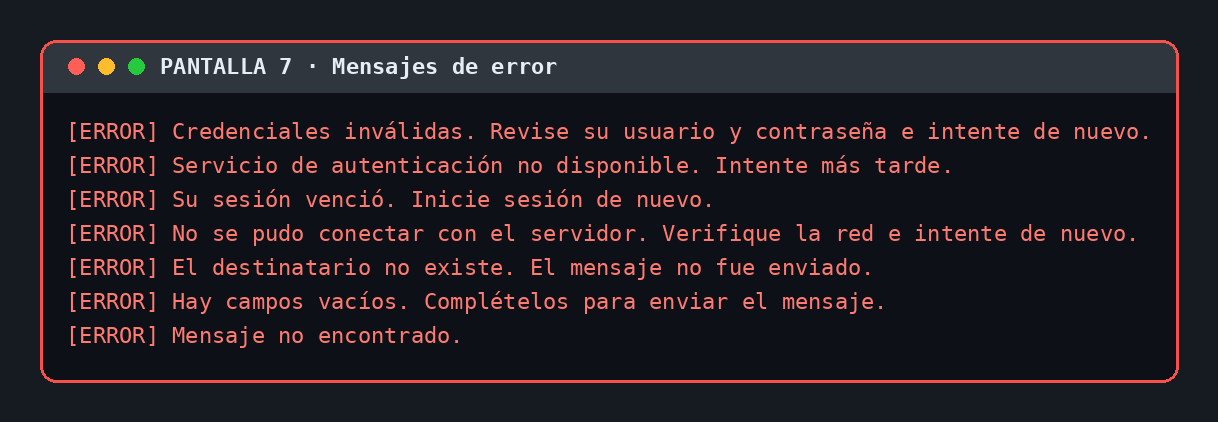 PANTALLA 7 · Mensajes de error
[ERROR] Credenciales inválidas. Revise su usuario y contraseña e intente de nuevo.
[ERROR] Servicio de autenticación no disponible. Intente más tarde.
[ERROR] Su sesión venció. Inicie sesión de nuevo.
[ERROR] No se pudo conectar con el servidor. Verifique la red e intente de nuevo.
[ERROR] El destinatario no existe. El mensaje no fue enviado.
[ERROR] Hay campos vacíos. Complételos para enviar el mensaje.
[ERROR] Mensaje no encontrado.